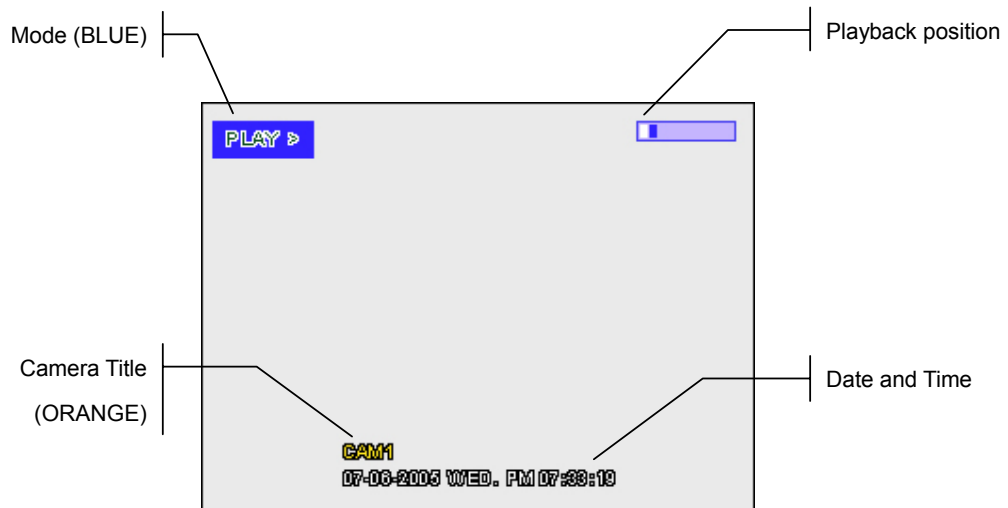 Mode (BLUE)
Playback position
PLAY >
Camera Title
(ORANGE)
Date and Time
CAM1
07-06-2005 WED. PM 07:33:19